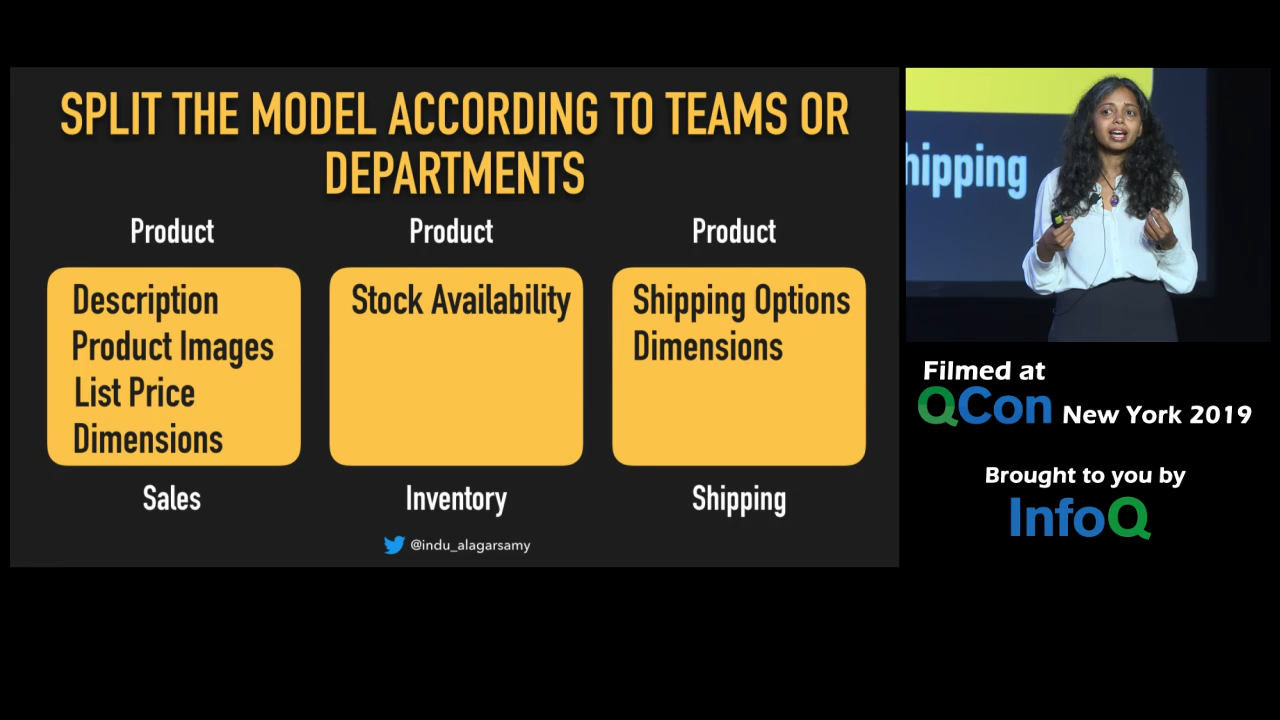 SPLIT THE MODEL ACCORDING TO TEAMS OR
DEPARTMENTS
Product
Description
Product Images
List Price
Dimensions
Sales
Product
Stock Availability
Inventory
Product
Shipping Options
Dimensions
Shipping
@indu_alagarsamy
hipping
Filmed at
QCon New York 2019
Brought to you by
InfoQ